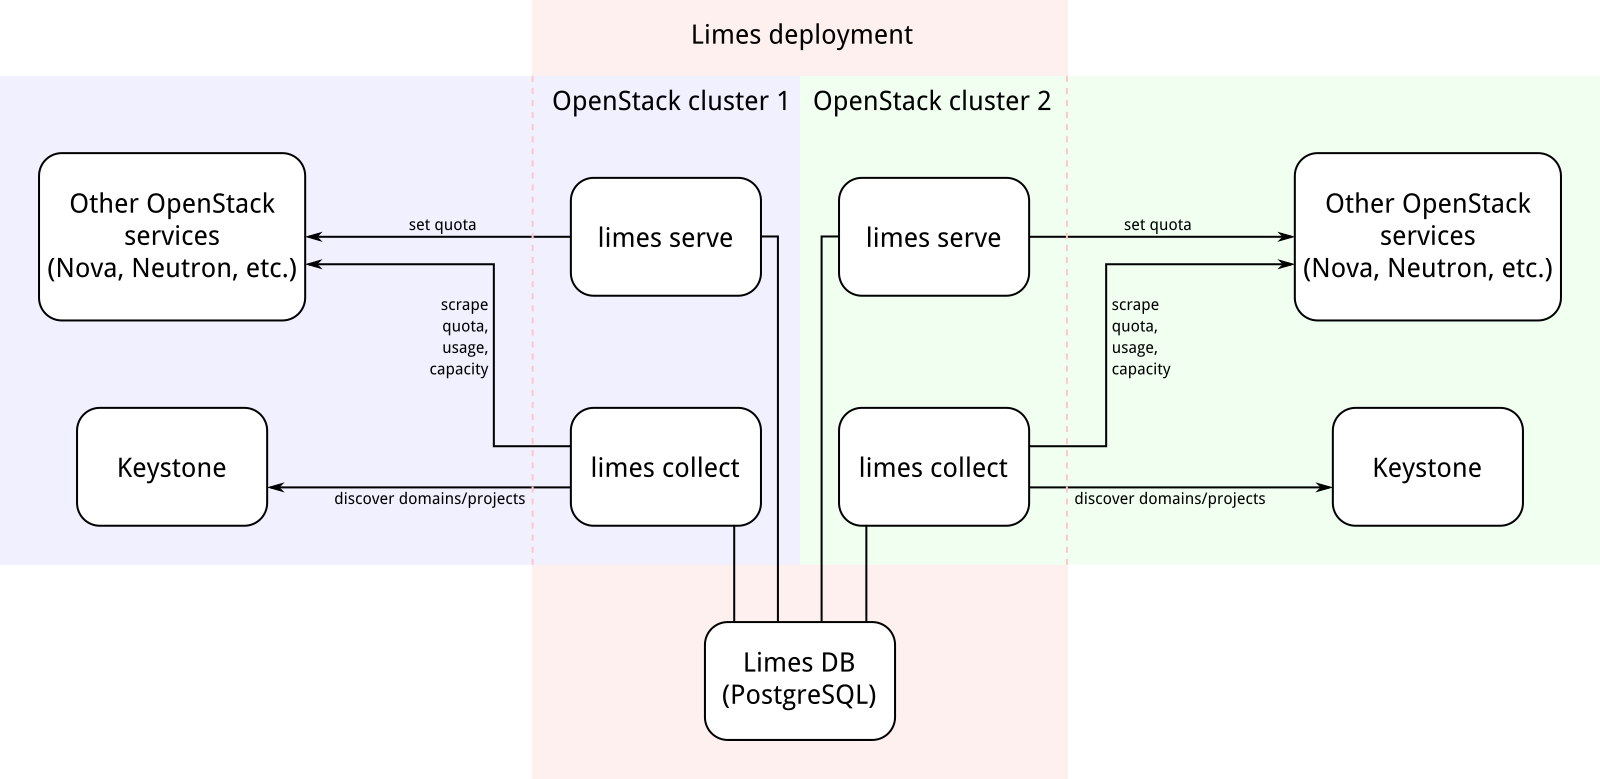 Limes deployment
OpenStack cluster 1
OpenStack cluster 2
Other OpenStack
services
(Nova, Neutron, etc.)
set quota
limes serve
limes serve
set quota
Other OpenStack
services
(Nova, Neutron, etc.)
scrape
quota,
usage,
capacity
scrape
quota,
usage,
capacity
Keystone
discover domains/projects
limes collect
limes collect
discover domains/projects
Keystone
Limes DB
(PostgreSQL)